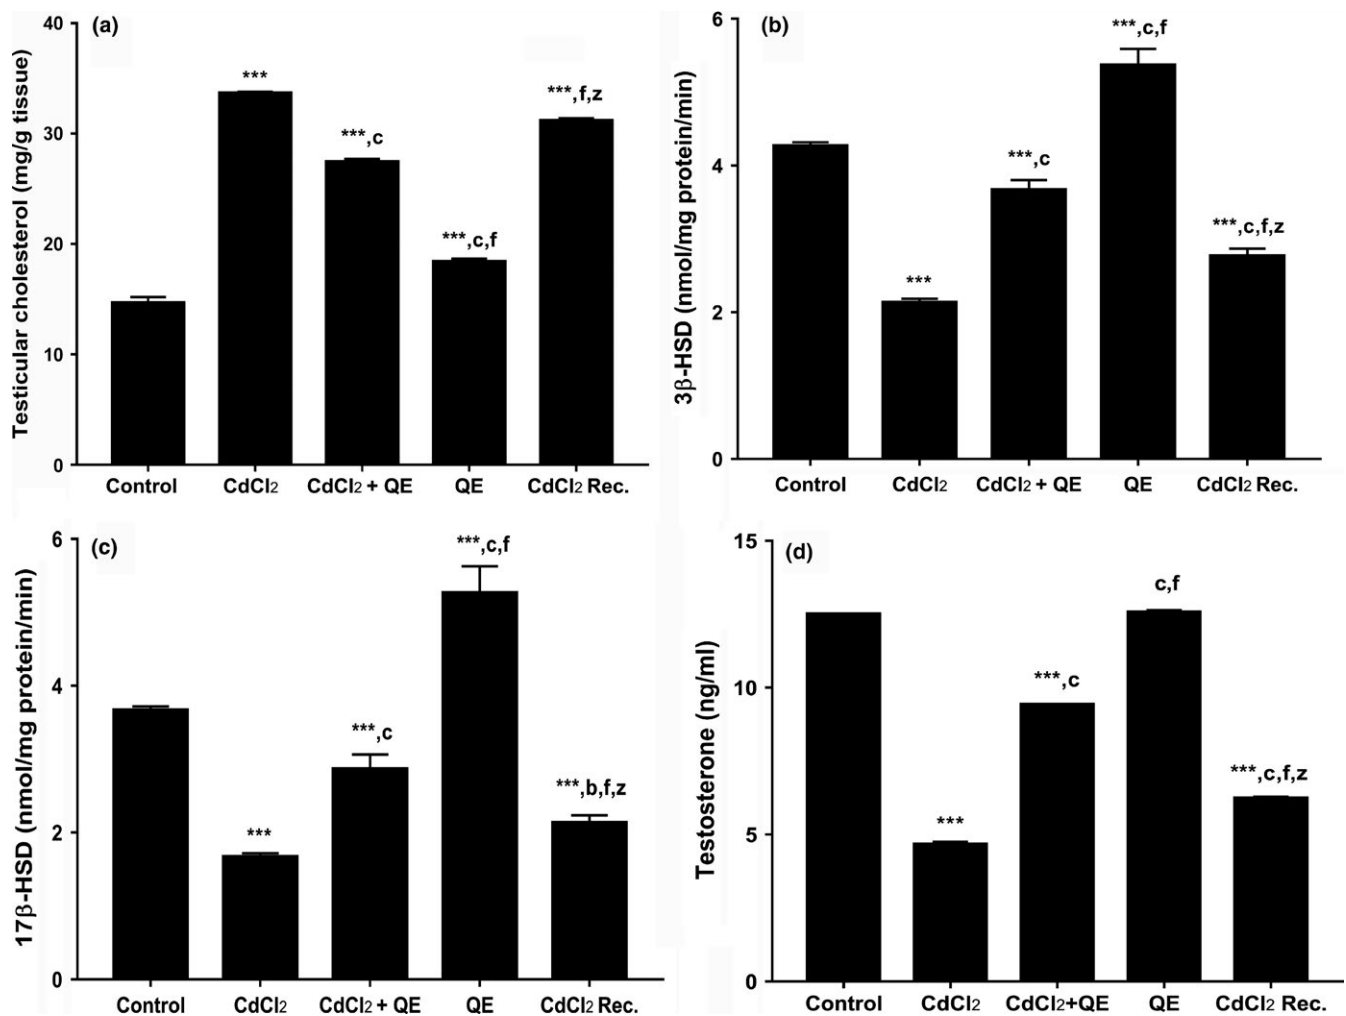 (a)
Testicular cholesterol (mg/g tissue)
40
30
20
10
0
***
***,c
***,c,f
***,f,z
Control
CdCl2
CdCl2 + QE
QE
CdCl2 Rec.
(b)
3β-HSD (nmol/mg protein/min)
6
4
2
0
***
***,c
***,c,f
***,c,f,z
Control
CdCl2
CdCl2 + QE
QE
CdCl2 Rec.
(c)
17β-HSD (nmol/mg protein/min)
6
4
2
0
***
***,c
***,c,f
***,b,f,z
Control
CdCl2
CdCl2 + QE
QE
CdCl2 Rec.
(d)
Testosterone (ng/ml)
15
10
5
0
***
***,c
c,f
***,c,f,z
Control
CdCl2
CdCl2+QE
QE
CdCl2 Rec.